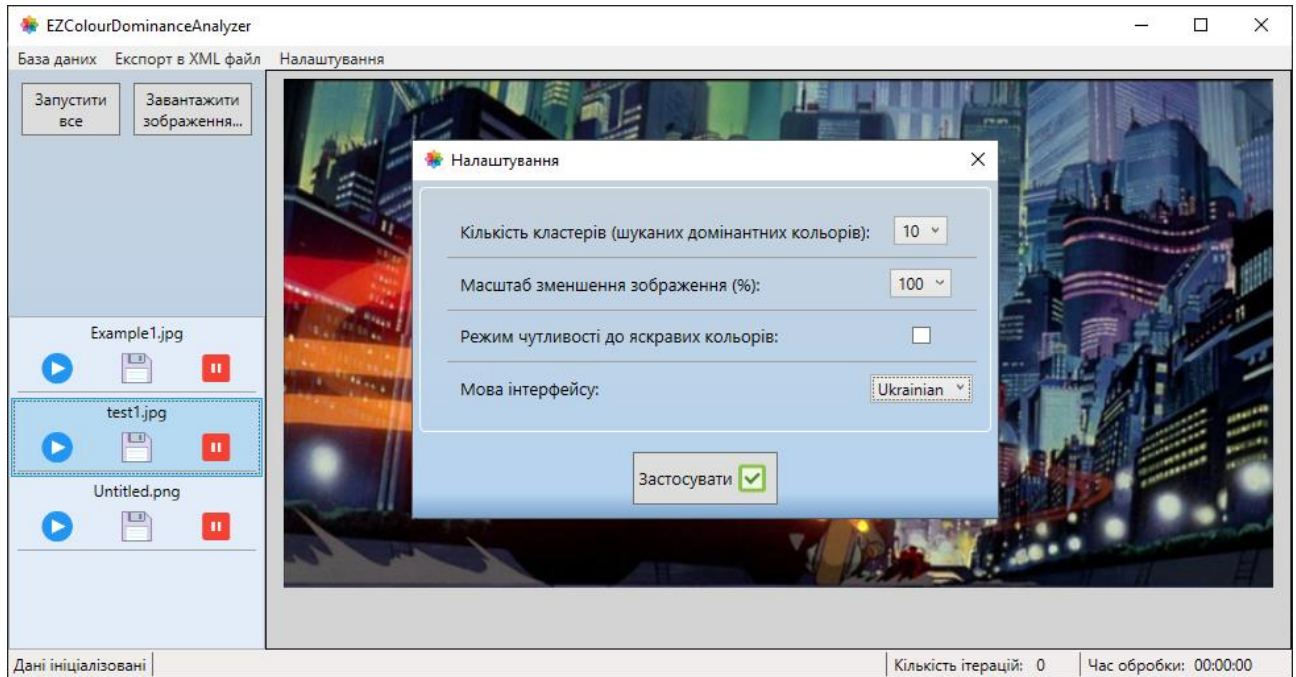 EZColourDominanceAnalyzer
База даних Експорт в XML файл Налаштування
Запустити
все
Завантажити
зображення...
Example1.jpg
test1.jpg
Untitled.png
Налаштування
Кількість кластерів (шуканих домінантних кольорів): 10
Масштаб зменшення зображення (%): 100
Режим чутливості до яскравих кольорів:
Мова інтерфейсу: Ukrainian
Застосувати
Дані ініціалізовані
Кількість ітерацій: 0
Час обробки: 00:00:00